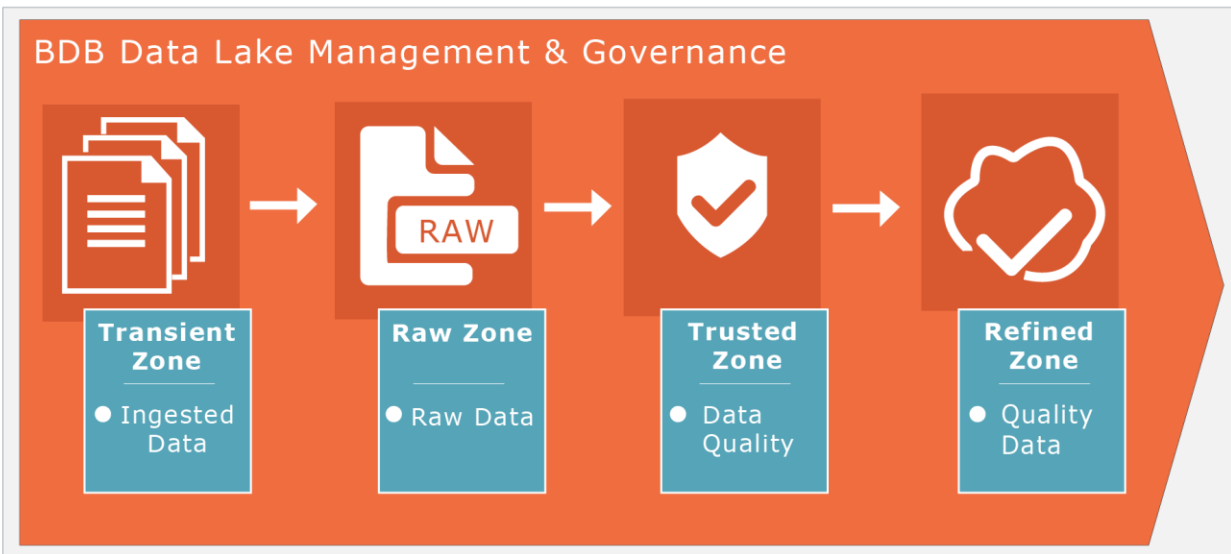 BDB Data Lake Management & Governance
RAW
Transient
Zone
Ingested
Data
Raw Zone
Raw Data
Trusted
Zone
Data
Quality
Refined
Zone
Quality
Data